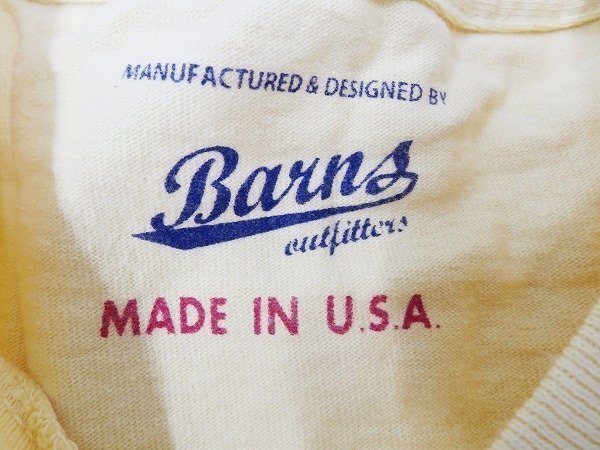 MANUFACTURED & DESIGNED BY
Barns
outfitters
MADE IN U.S.A.